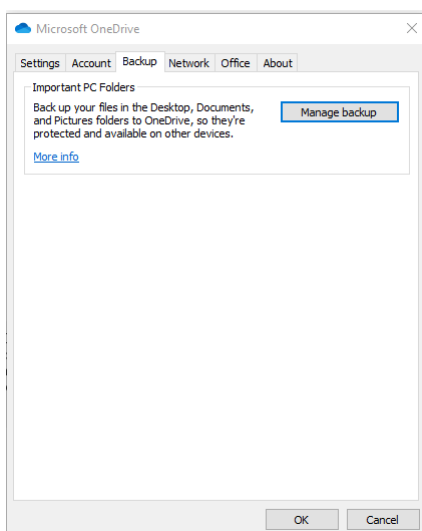 Microsoft OneDrive
Settings Account Backup Network Office About
Important PC Folders
Back up your files in the Desktop, Documents,
and Pictures folders to OneDrive, so they're
protected and available on other devices.
Manage backup
More info
OK Cancel